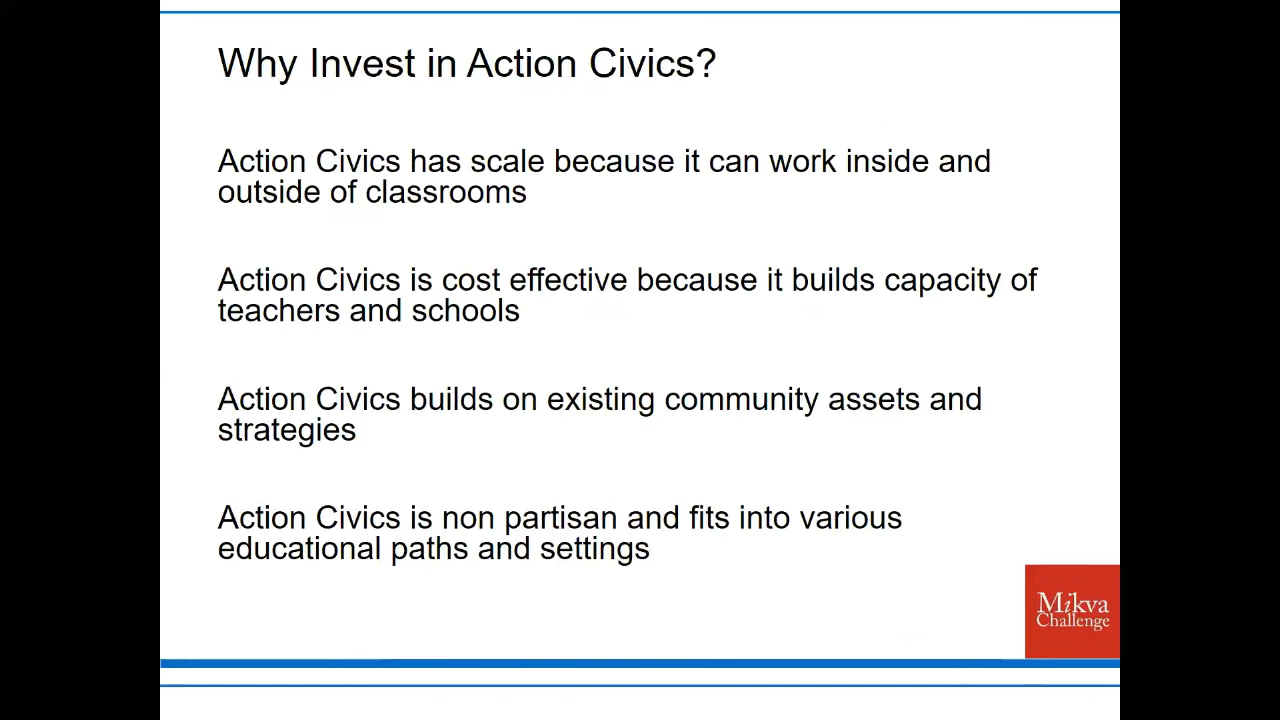 Why Invest in Action Civics?
Action Civics has scale because it can work inside and
outside of classrooms
Action Civics is cost effective because it builds capacity of
teachers and schools
Action Civics builds on existing community assets and
strategies
Action Civics is non partisan and fits into various
educational paths and settings
Mikva
Challenge